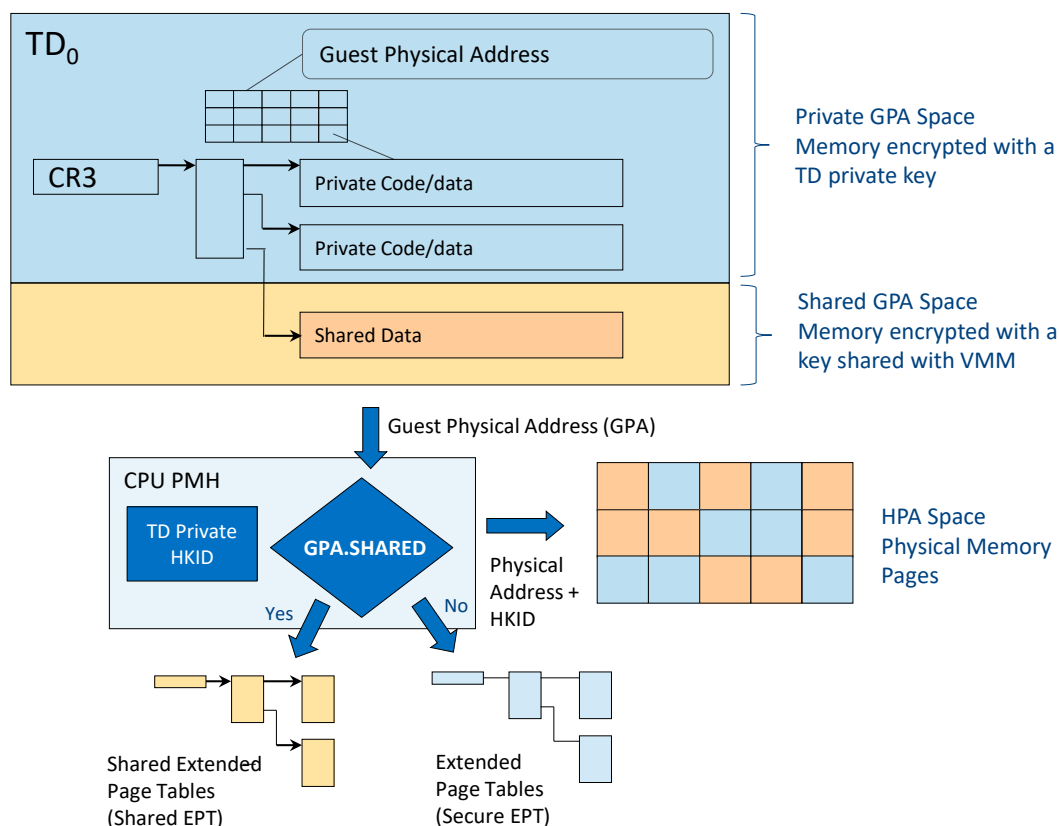 TD0
Guest Physical Address
CR3
Private Code/data
Private Code/data
Shared Data
Private GPA Space
Memory encrypted with a
TD private key
Shared GPA Space
Memory encrypted with a
key shared with VMM
Guest Physical Address (GPA)
CPU PMH
TD Private
HKID
GPA.SHARED
Yes
No
Physical
Address +
HKID
HPA Space
Physical Memory
Pages
Shared Extended
Page Tables
(Shared EPT)
Extended
Page Tables
(Secure EPT)